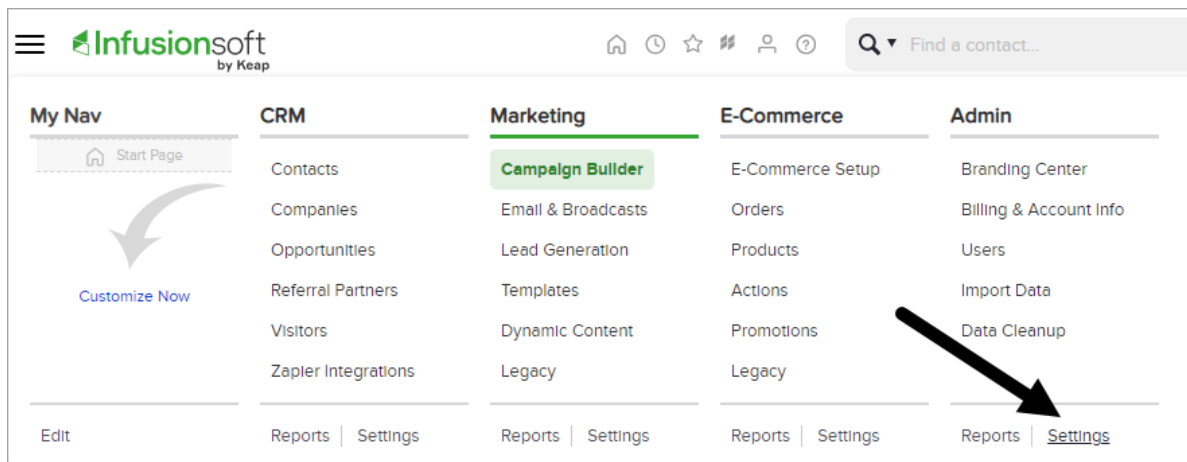 Infusionsoft
by Keap
Find a contact...
My Nav
Start Page
Customize Now
Edit
CRM
Contacts
Companies
Opportunities
Referral Partners
Visitors
Zapier Integrations
Reports | Settings
Marketing
Campaign Builder
Email & Broadcasts
Lead Generation
Templates
Dynamic Content
Legacy
Reports | Settings
E-Commerce
E-Commerce Setup
Orders
Products
Actions
Promotions
Legacy
Reports | Settings
Admin
Branding Center
Billing & Account Info
Users
Import Data
Data Cleanup
Reports | Settings